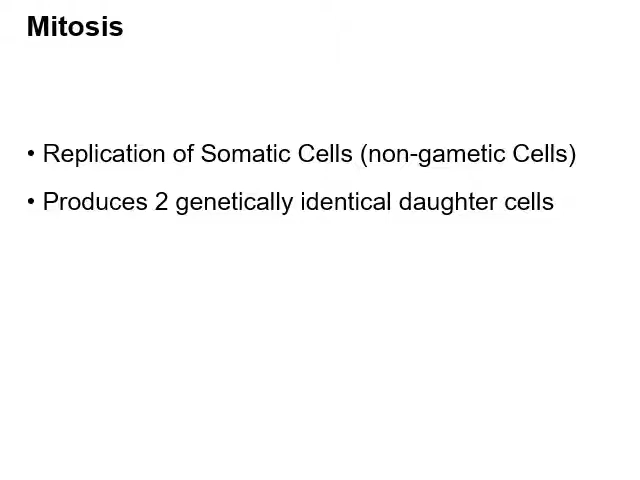 Mitosis
• Replication of Somatic Cells (non-gametic Cells)
• Produces 2 genetically identical daughter cells